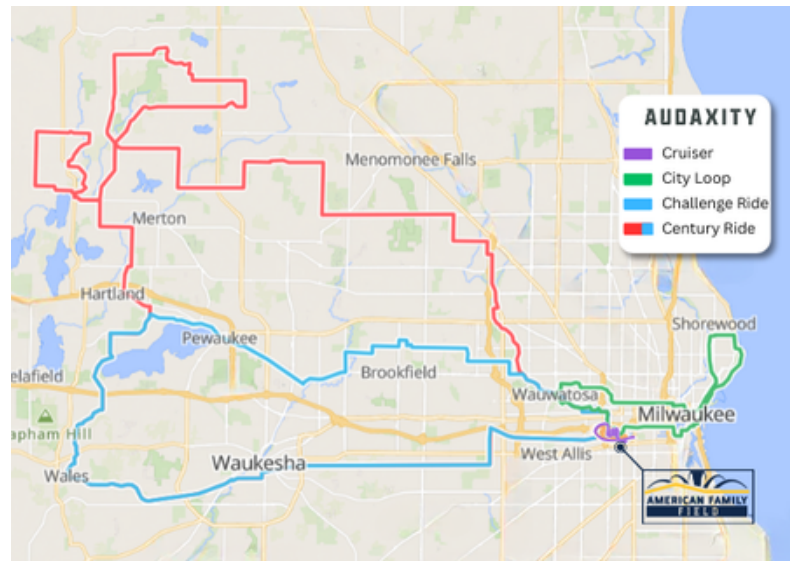 AUDAXITY
Cruiser
City Loop
Challenge Ride
Century Ride
Menomonee Falls
Merton
Hartland
Shorewood
Pewaukee
elafield
Brookfield
Wauwatosa
Milwaukee
apham Hill
West Allis
Waukesha
Wales
AMERICAN FAMILY
FIELD